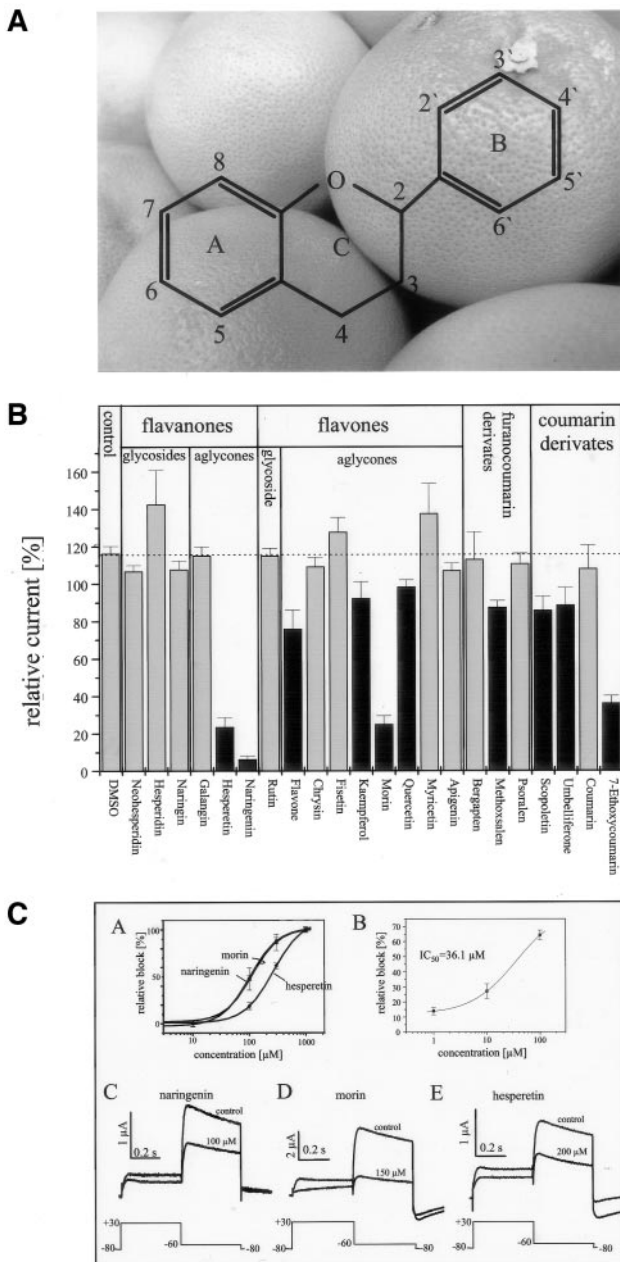 A
3`
2`
4`
B
8
O
2
5`
7
6`
A
C
6
3
5
4
B
control
flavanones
flavones
furanocoumarin derivates
coumarin derivates
glycosides
aglycones
glycoside
aglycones
relative current [%]
160
140
120
100
80
60
40
20
0
DMSO
Neohesperidin
Hesperidin
Naringin
Galangin
Hesperetin
Naringenin
Rutin
Flavone
Chrysin
Fisetin
Kaempferol
Morin
Quercetin
Myricetin
Apigenin
Bergapten
Methoxsalen
Psoralen
Scopoletin
Umbelliferone
Coumarin
7-Ethoxycoumarin
C
A
relative block [%]
100
50
0
morin
naringenin
hesperetin
10
100
1000
concentration [µM]
B
relative block [%]
70
60
50
40
30
20
10
0
IC50=36.1 µM
1
10
100
concentration [µM]
C
naringenin
1 µA
0.2 s
control
100 µM
+30
-80
-60
-80
D
morin
2 µA
0.2 s
control
150 µM
+30
-80
-60
-80
E
hesperetin
1 µA
0.2 s
control
200 µM
+30
-80
-60
-80